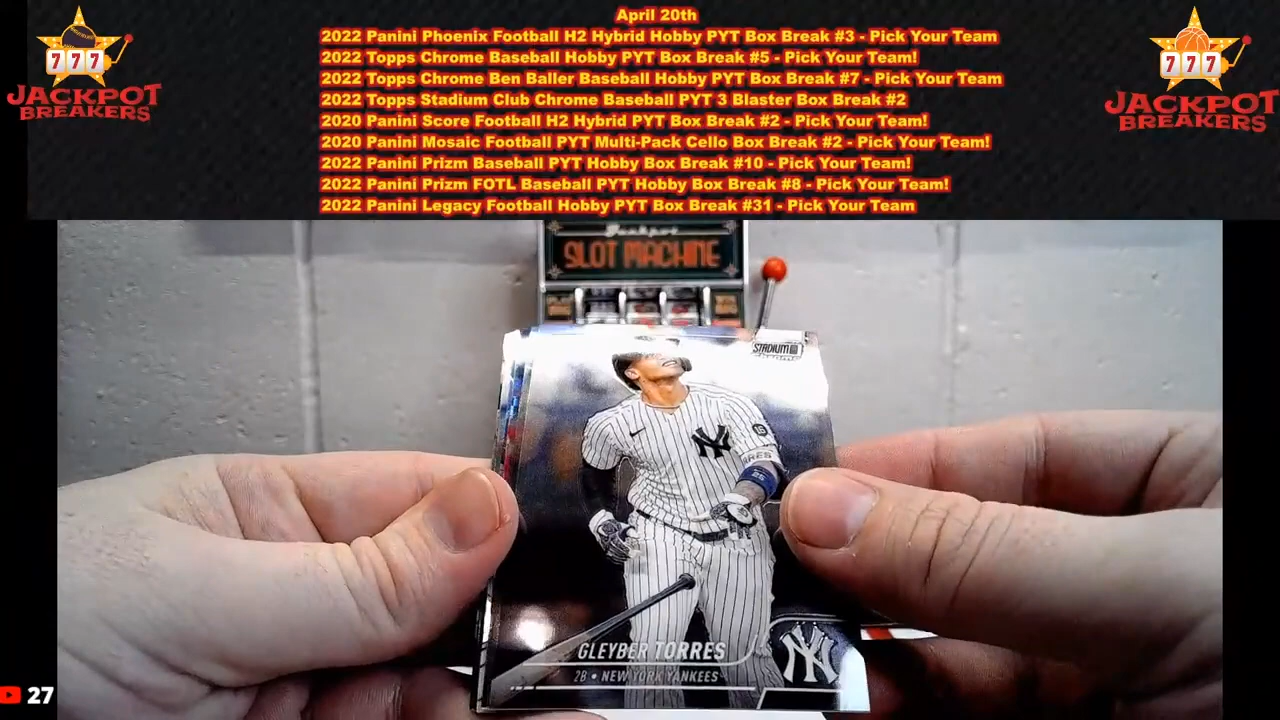 April 20th
2022 Panini Phoenix Football H2 Hybrid Hobby PYT Box Break #3 - Pick Your Team
2022 Topps Chrome Baseball Hobby PYT Box Break #5 - Pick Your Team!
2022 Topps Chrome Ben Baller Baseball Hobby PYT Box Break #7 - Pick Your Team
2022 Topps Stadium Club Chrome Baseball PYT 3 Blaster Box Break #2
2020 Panini Score Football H2 Hybrid PYT Box Break #2 - Pick Your Team!
2020 Panini Mosaic Football PYT Multi-Pack Cello Box Break #2 - Pick Your Team!
2022 Panini Prizm Baseball PYT Hobby Box Break #10 - Pick Your Team!
2022 Panini Prizm FOTL Baseball PYT Hobby Box Break #8 - Pick Your Team!
2022 Panini Legacy Football Hobby PYT Box Break #31 - Pick Your Team
777
JACKPOT
BREAKERS
777
JACKPOT
BREAKERS
Jackpot
SLOT MACHINE
STADIUM
NY
RES
25
GLEYBER TORRES
2B • NEW YORK YANKEES
NY
27